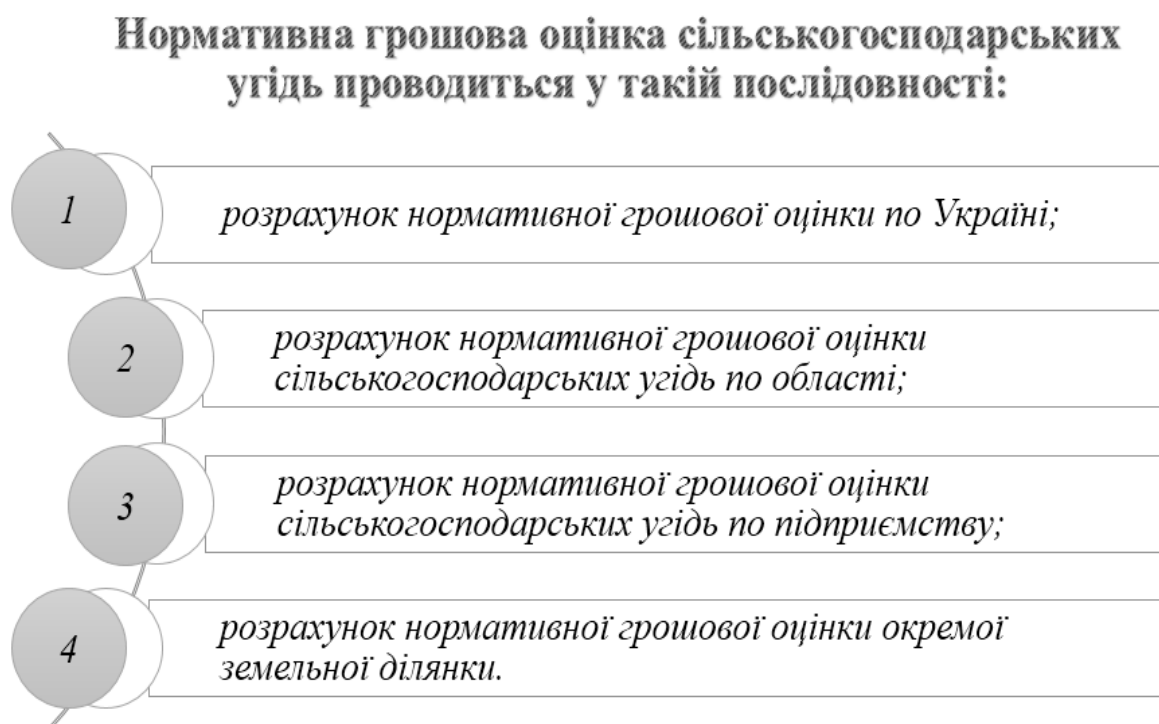 Нормативна грошова оцінка сільськогосподарських
угідь проводиться у такій послідовності:
1
розрахунок нормативної грошової оцінки по Україні;
2
розрахунок нормативної грошової оцінки
сільськогосподарських угідь по області;
3
розрахунок нормативної грошової оцінки
сільськогосподарських угідь по підприємству;
4
розрахунок нормативної грошової оцінки окремої
земельної ділянки.